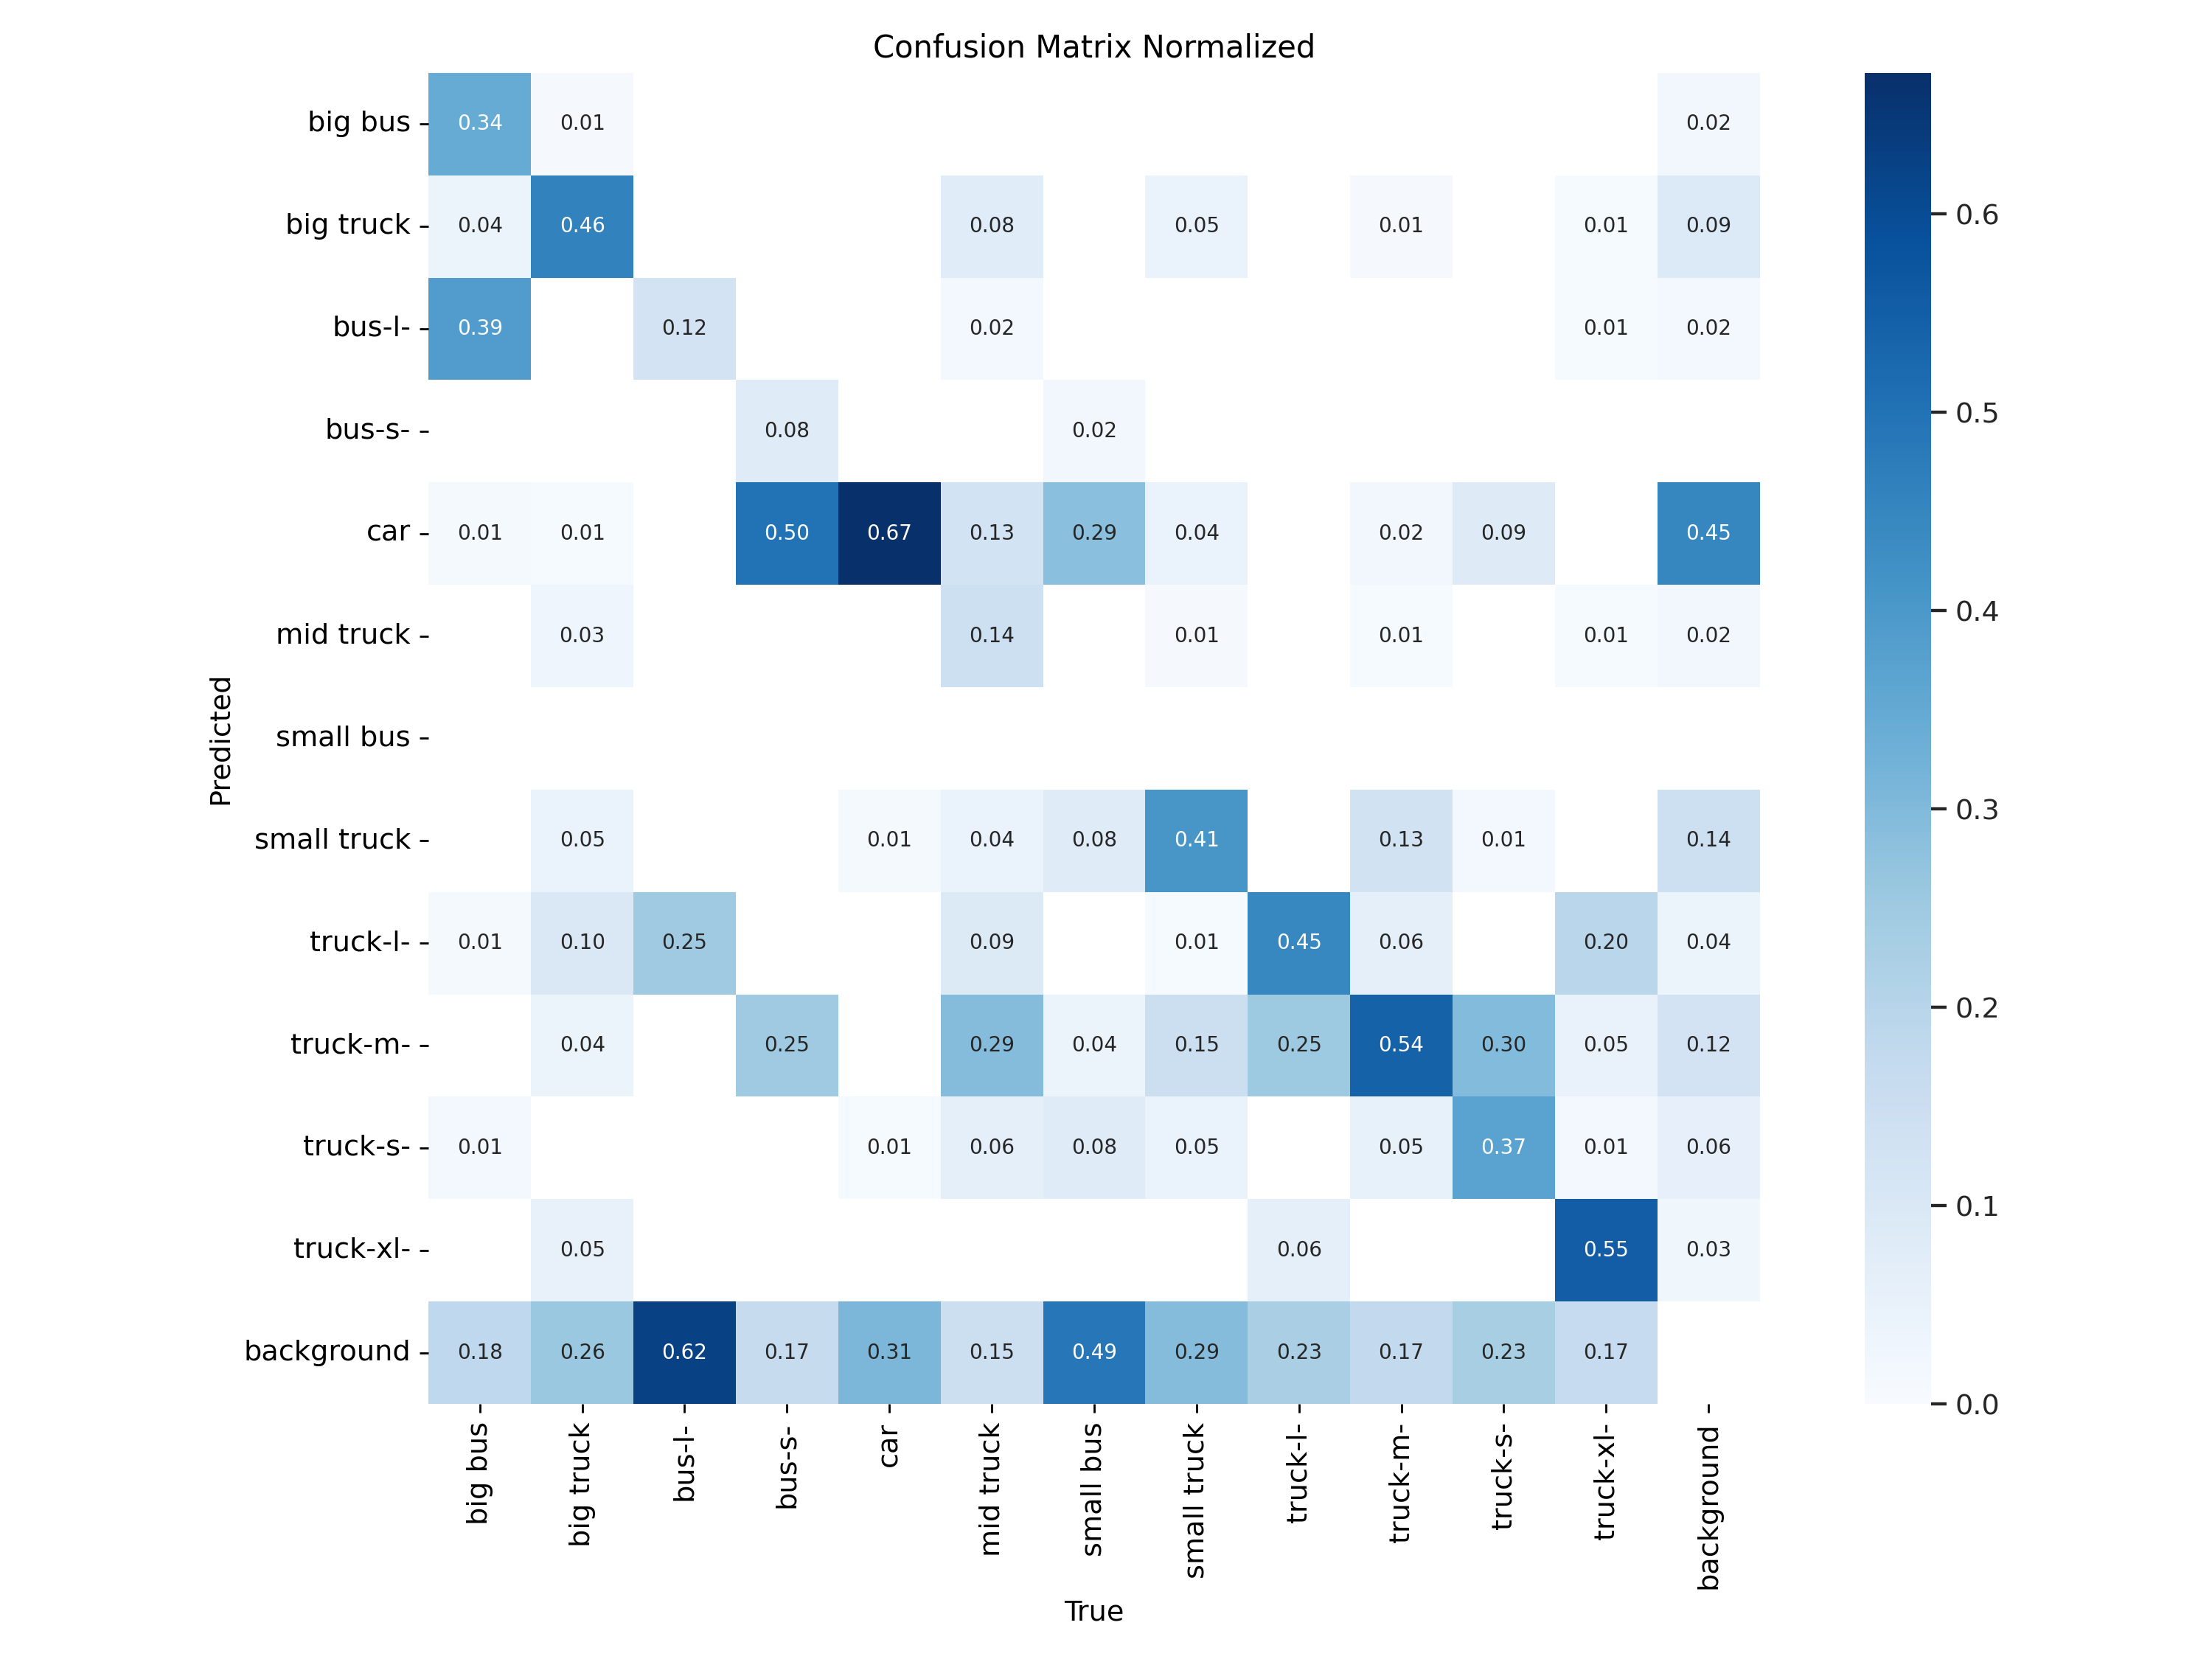 Confusion Matrix Normalized
big bus 0.34 0.01 0.02
big truck 0.04 0.46 0.08 0.05 0.01 0.01 0.09
bus-l- 0.39 0.12 0.02 0.01 0.02
bus-s- 0.08 0.02
car 0.01 0.01 0.50 0.67 0.13 0.29 0.04 0.02 0.09 0.45
mid truck 0.03 0.14 0.01 0.01 0.01 0.02
small bus
small truck 0.05 0.01 0.04 0.08 0.41 0.13 0.01 0.14
truck-l- 0.01 0.10 0.25 0.09 0.01 0.45 0.06 0.20 0.04
truck-m- 0.04 0.25 0.29 0.04 0.15 0.25 0.54 0.30 0.05 0.12
truck-s- 0.01 0.01 0.06 0.08 0.05 0.05 0.37 0.01 0.06
truck-xl- 0.05 0.06 0.55 0.03
background 0.18 0.26 0.62 0.17 0.31 0.15 0.49 0.29 0.23 0.17 0.23 0.17
big bus
big truck
bus-l-
bus-s-
car
mid truck
small bus
small truck
truck-l-
truck-m-
truck-s-
truck-xl-
background
True
Predicted
0.6
0.5
0.4
0.3
0.2
0.1
0.0